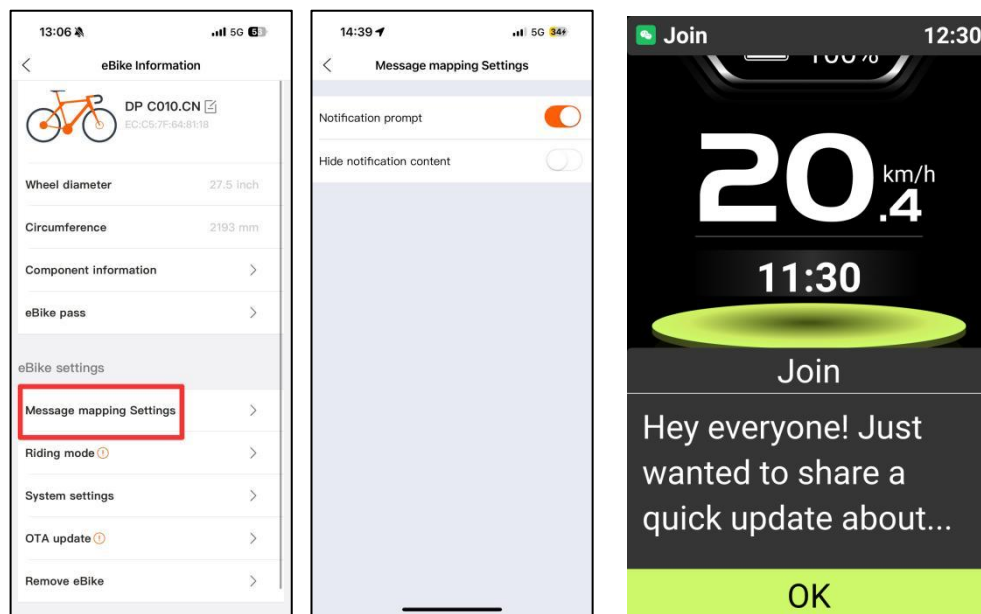 13:06
5G 5
eBike Information
DP C010.CN
EC:C5:7F:64:81:18
Wheel diameter 27.5 inch
Circumference 2193 mm
Component information
eBike pass
eBike settings
Message mapping Settings
Riding mode
System settings
OTA update
Remove eBike
14:39
5G 34
Message mapping Settings
Notification prompt
Hide notification content
Join 12:30
100%
20.4 km/h
11:30
Join
Hey everyone! Just
wanted to share a
quick update about...
OK